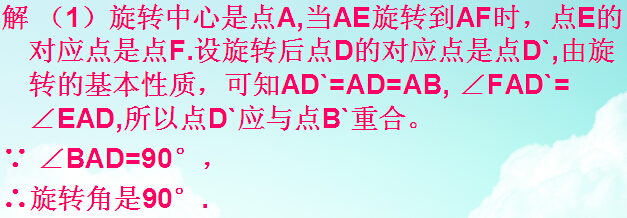 解 （1）旋转中心是点A,当AE旋转到AF时，点E的
对应点是点F.设旋转后点D的对应点是点D`,由旋
转的基本性质，可知AD`=AD=AB, ∠FAD`=
∠EAD,所以点D`应与点B`重合。
∵ ∠BAD=90°，
∴旋转角是90°.